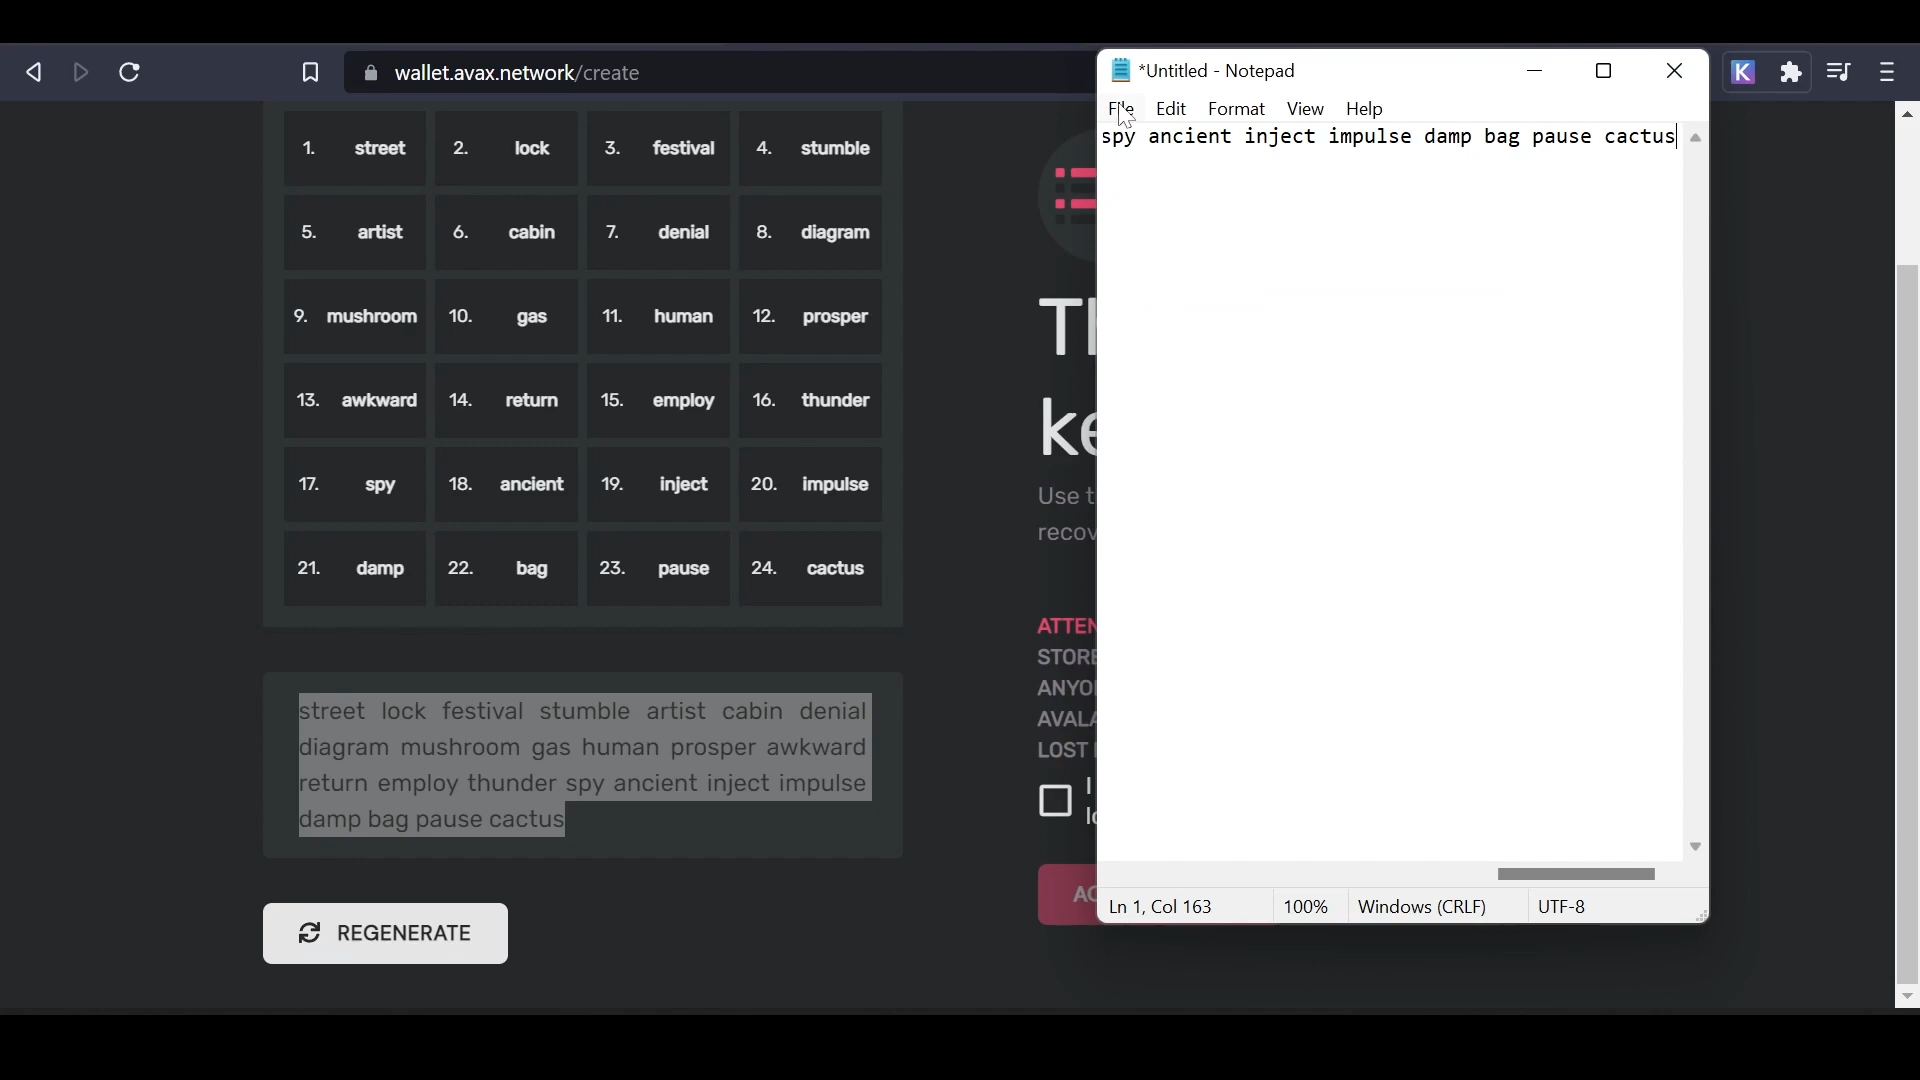 wallet.avax.network/create
1. street 2. lock 3. festival 4. stumble
5. artist 6. cabin 7. denial 8. diagram
9. mushroom 10. gas 11. human 12. prosper
13. awkward 14. return 15. employ 16. thunder
17. spy 18. ancient 19. inject 20. impulse
21. damp 22. bag 23. pause 24. cactus
street lock festival stumble artist cabin denial
diagram mushroom gas human prosper awkward
return employ thunder spy ancient inject impulse
damp bag pause cactus
REGENERATE
Use
ATTEN
STORE
LOST
*Untitled - Notepad
File Edit Format View Help
spy ancient inject impulse damp bag pause cactus
Ln 1, Col 163 100% Windows (CRLF) UTF-8
K